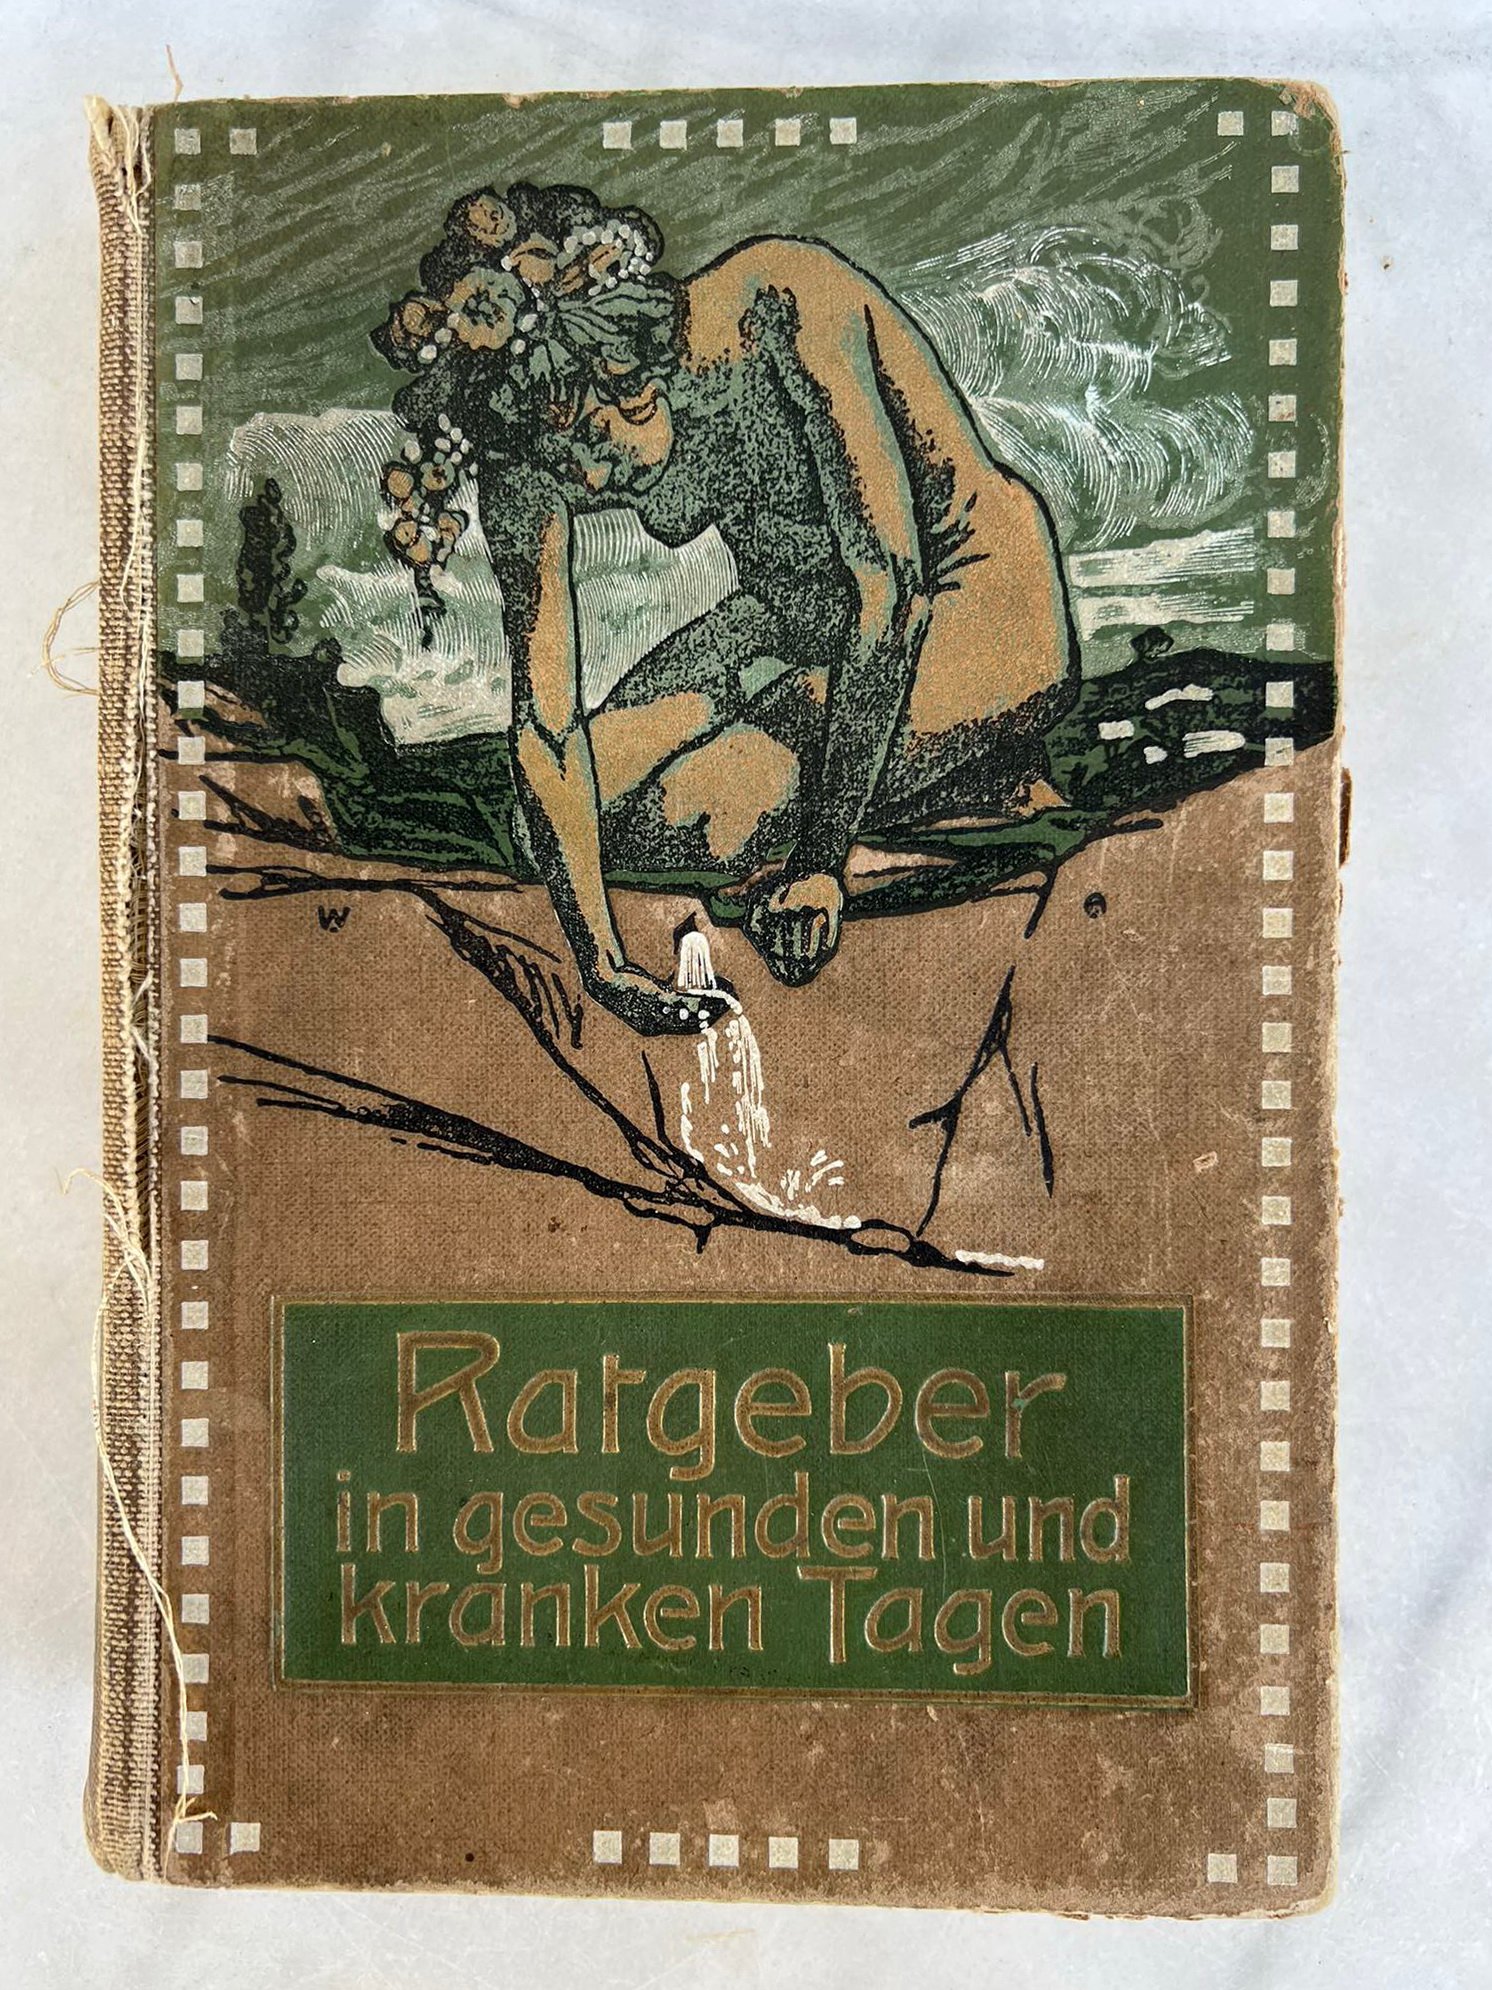 W
Ratgeber
in gesunden und
kranken Tagen